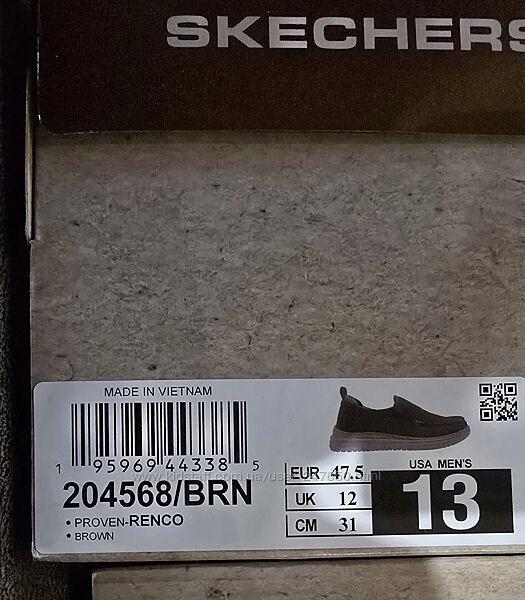 SKECHERS
MADE IN VIETNAM
1 95969 44338 5
204568/BRN
• PROVEN-RENCO
• BROWN
EUR 47.5
UK 12
CM 31
USA MEN'S
13